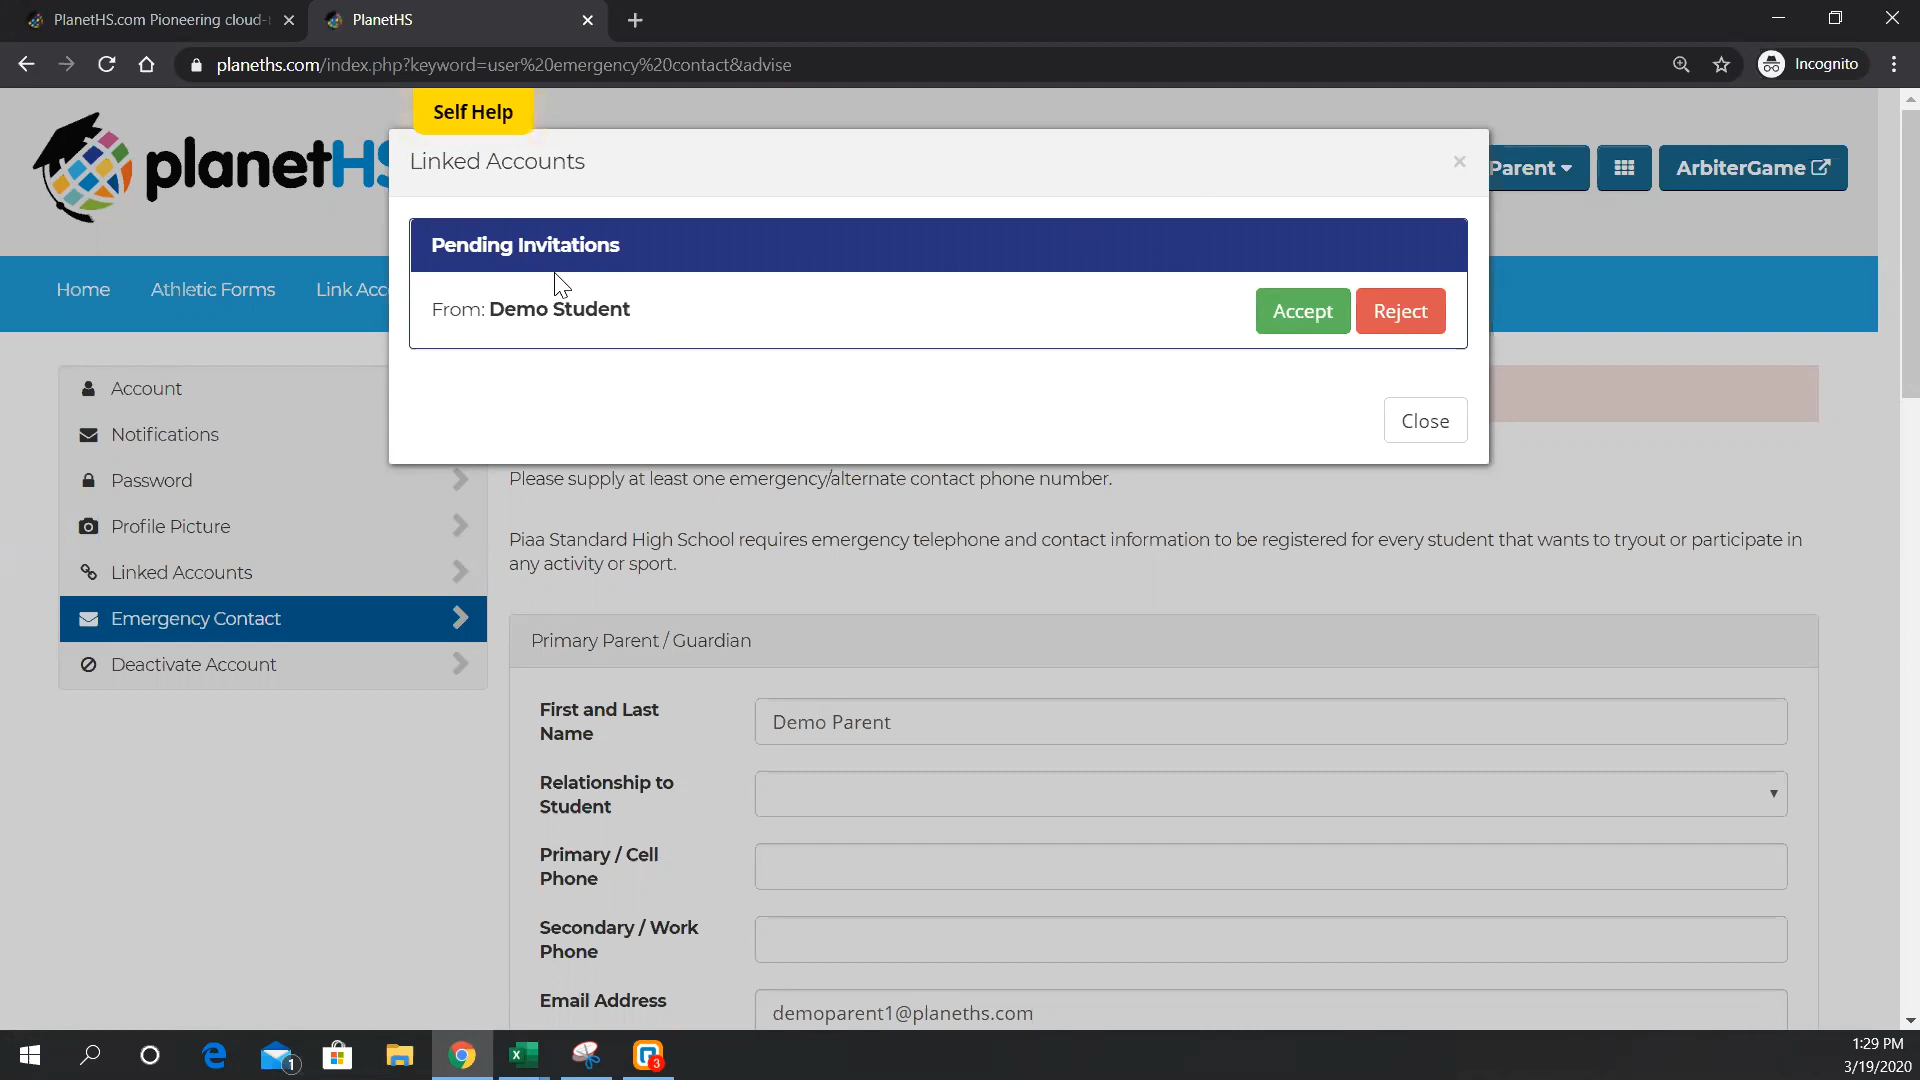 PlanetHS.com Pioneering cloud-
PlanetHS
planeths.com/index.php?keyword=user%20emergency%20contact&advise
Incognito
Self Help
planetHS
Linked Accounts
×
Parent
ArbiterGame
Pending Invitations
From: Demo Student
Accept
Reject
Close
Home
Athletic Forms
Link Acc
Account
Notifications
Password
Profile Picture
Linked Accounts
Emergency Contact
Deactivate Account
Please supply at least one emergency/alternate contact phone number.
Piaa Standard High School requires emergency telephone and contact information to be registered for every student that wants to tryout or participate in
any activity or sport.
Primary Parent / Guardian
First and Last
Name
Demo Parent
Relationship to
Student
Primary / Cell
Phone
Secondary / Work
Phone
Email Address
demoparent1@planeths.com
1
3
1:29 PM
3/19/2020